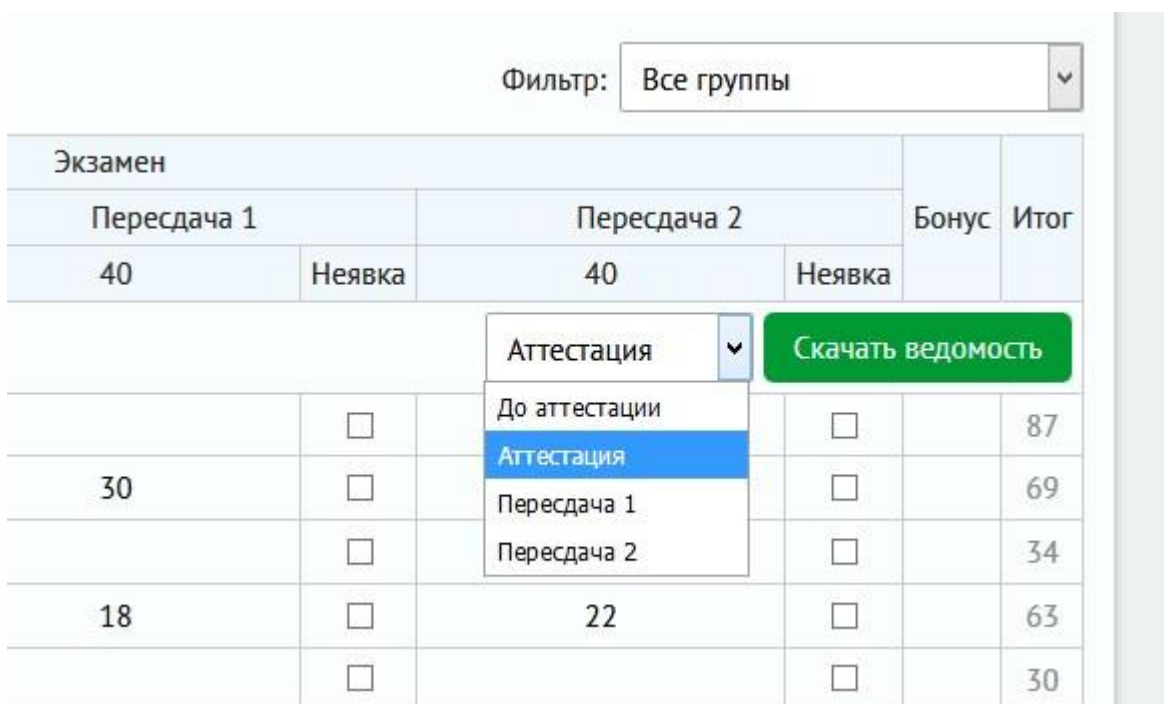 Фильтр: Все группы
Экзамен
Пересдача 1 Пересдача 2 Бонус Итог
40 Неявка 40 Неявка
Аттестация Скачать ведомость
До аттестации
87
Аттестация
30 69
Пересдача 1
Пересдача 2
34
18 22 63
30